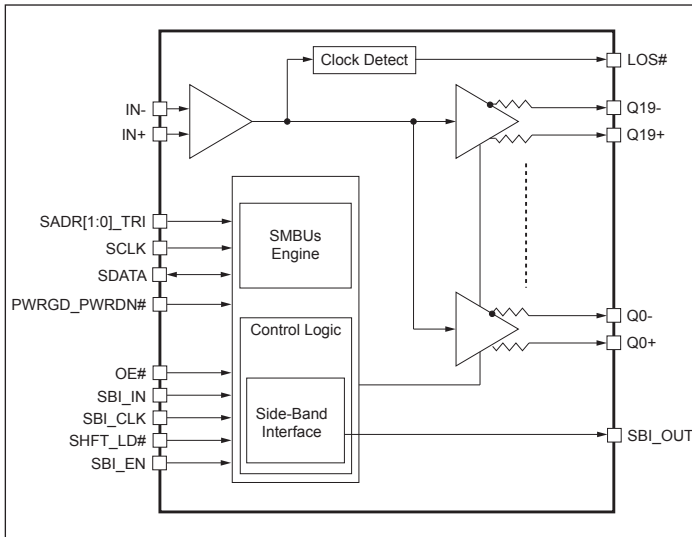 Clock Detect
LOS#
IN-
IN+
Q19-
Q19+
SADR[1:0]_TRI
SCLK
SDATA
PWRGD_PWRDN#
SMBUs
Engine
Q0-
Q0+
Control Logic
OE#
SBI_IN
SBI_CLK
SHFT_LD#
SBI_EN
Side-Band
Interface
SBI_OUT